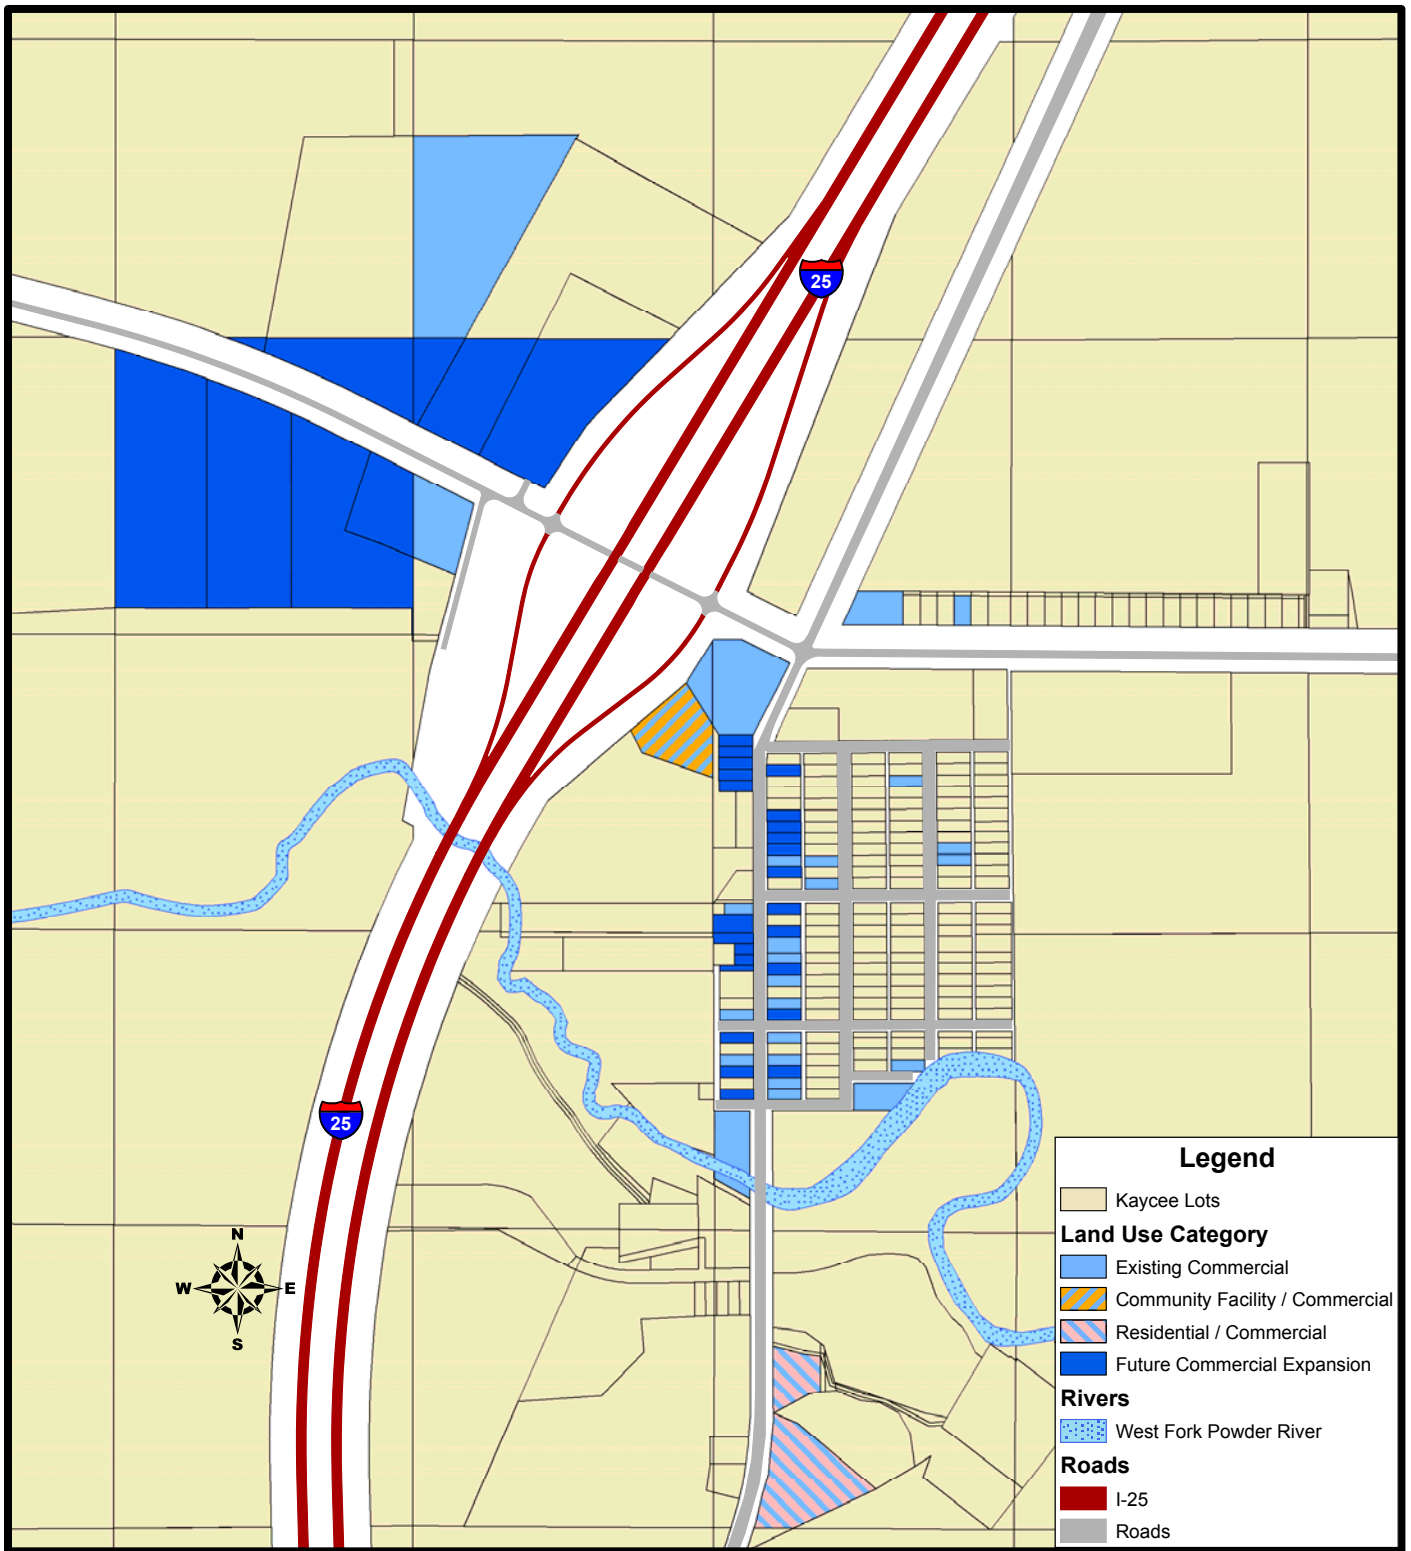 25
25
N
W
E
S
Legend
Kaycee Lots
Land Use Category
Existing Commercial
Community Facility / Commercial
Residential / Commercial
Future Commercial Expansion
Rivers
West Fork Powder River
Roads
I-25
Roads